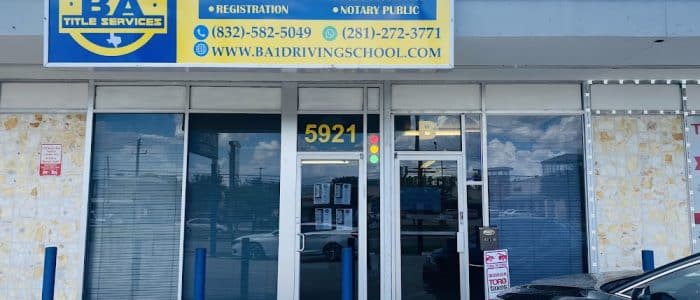 BA
TITLE SERVICES
• REGISTRATION
• NOTARY PUBLIC
(832)-582-5049
(281)-272-3771
WWW.BA1DRIVINGSCHOOL.COM
5921
B